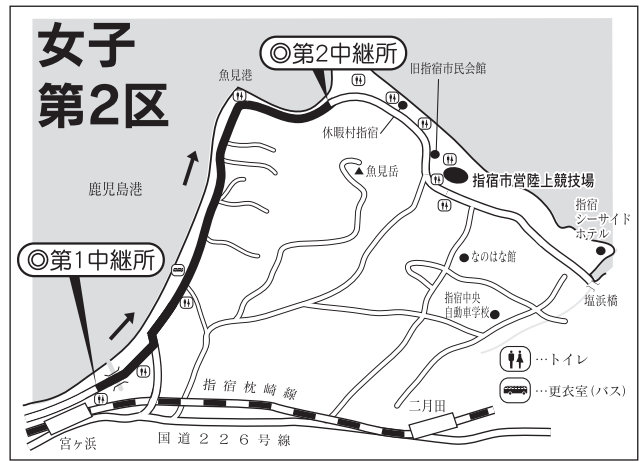 女子
第2区
◎第2中継所
魚見港
旧指宿市民会館
休暇村指宿
魚見岳
指宿市営陸上競技場
鹿児島港
指宿
シーサイド
ホテル
◎第1中継所
なのはな館
指宿中央
自動車学校
塩浜橋
…トイレ
…更衣室(バス)
指宿枕崎線
二月田
宮ヶ浜
国道226号線